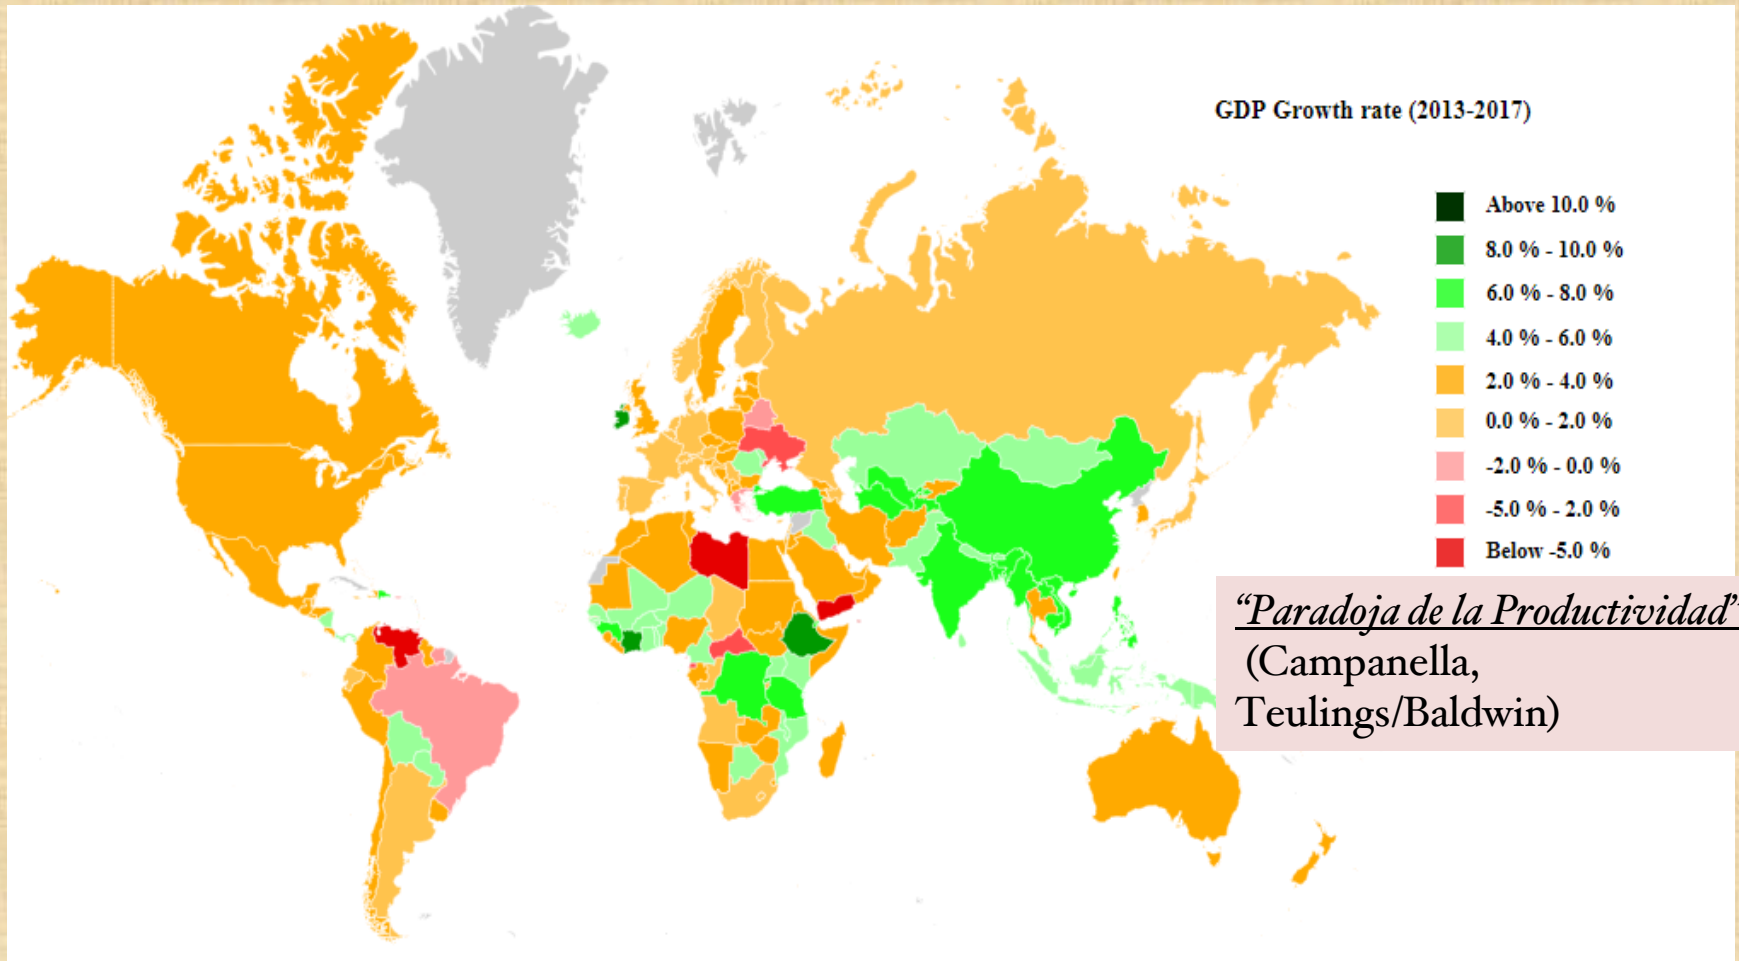 GDP Growth rate (2013-2017)
Above 10.0 %
8.0 % - 10.0 %
6.0 % - 8.0 %
4.0 % - 6.0 %
2.0 % - 4.0 %
0.0 % - 2.0 %
-2.0 % - 0.0 %
-5.0 % - 2.0 %
Below -5.0 %
“Paradoja de la Productividad”
(Campanella,
Teulings/Baldwin)